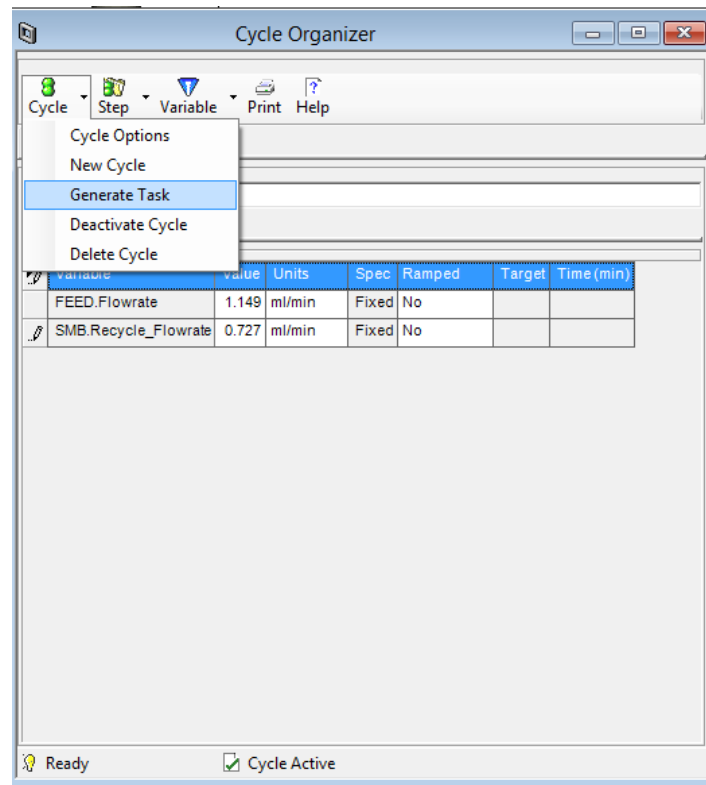 Cycle Organizer
Cycle Step Variable Print Help
Cycle Options
New Cycle
Generate Task
Deactivate Cycle
Delete Cycle
Variable Value Units Spec Ramped Target Time (min)
FEED.Flowrate 1.149 ml/min Fixed No
SMB.Recycle_Flowrate 0.727 ml/min Fixed No
Ready Cycle Active